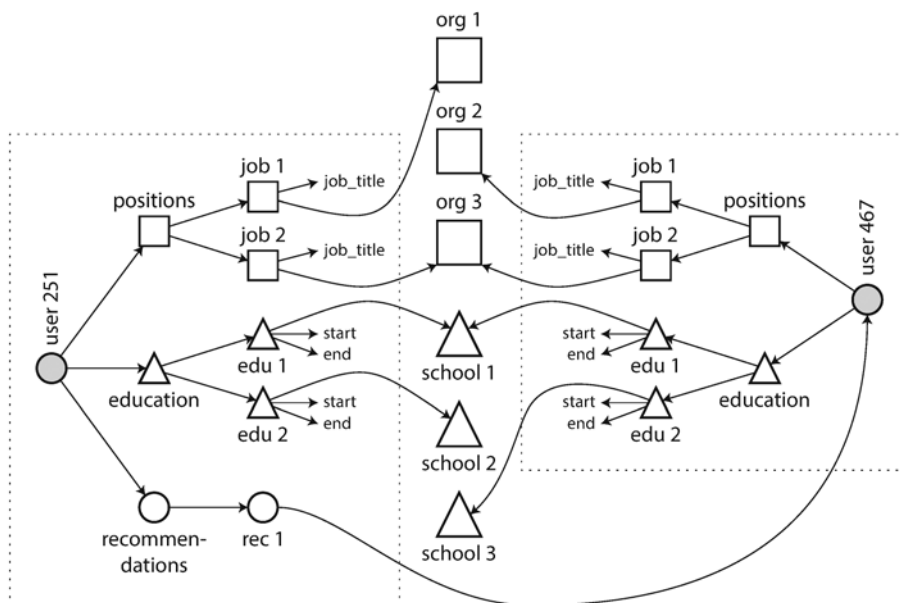 org 1
org 2
org 3
school 1
school 2
school 3
user 251
positions
job 1
job_title
job 2
job_title
education
edu 1
start
end
edu 2
start
end
recommen-
dations
rec 1
user 467
positions
job 1
job_title
job 2
job_title
education
edu 1
start
end
edu 2
start
end